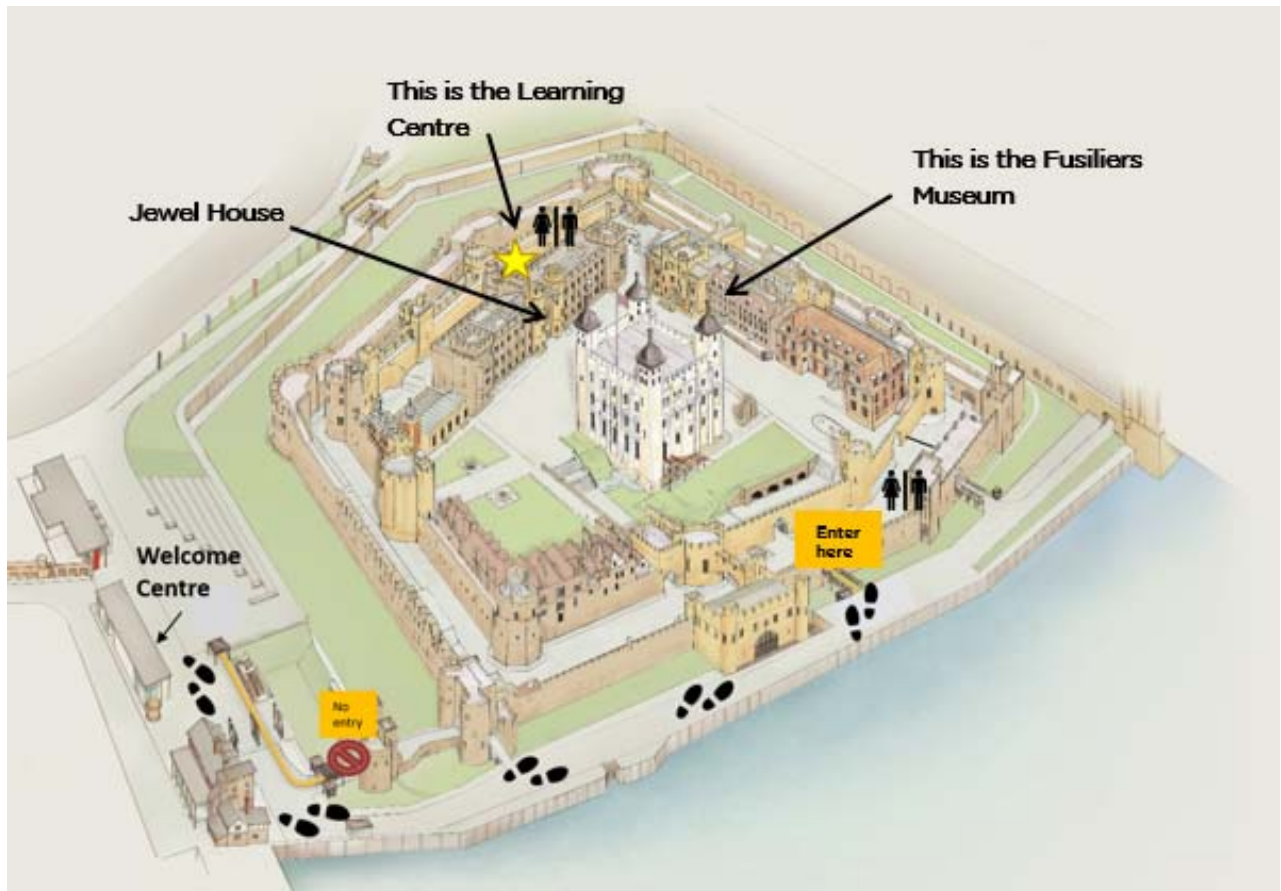 This is the Learning
Centre
This is the Fusiliers
Museum
Jewel House
Enter
here
Welcome
Centre
No
entry